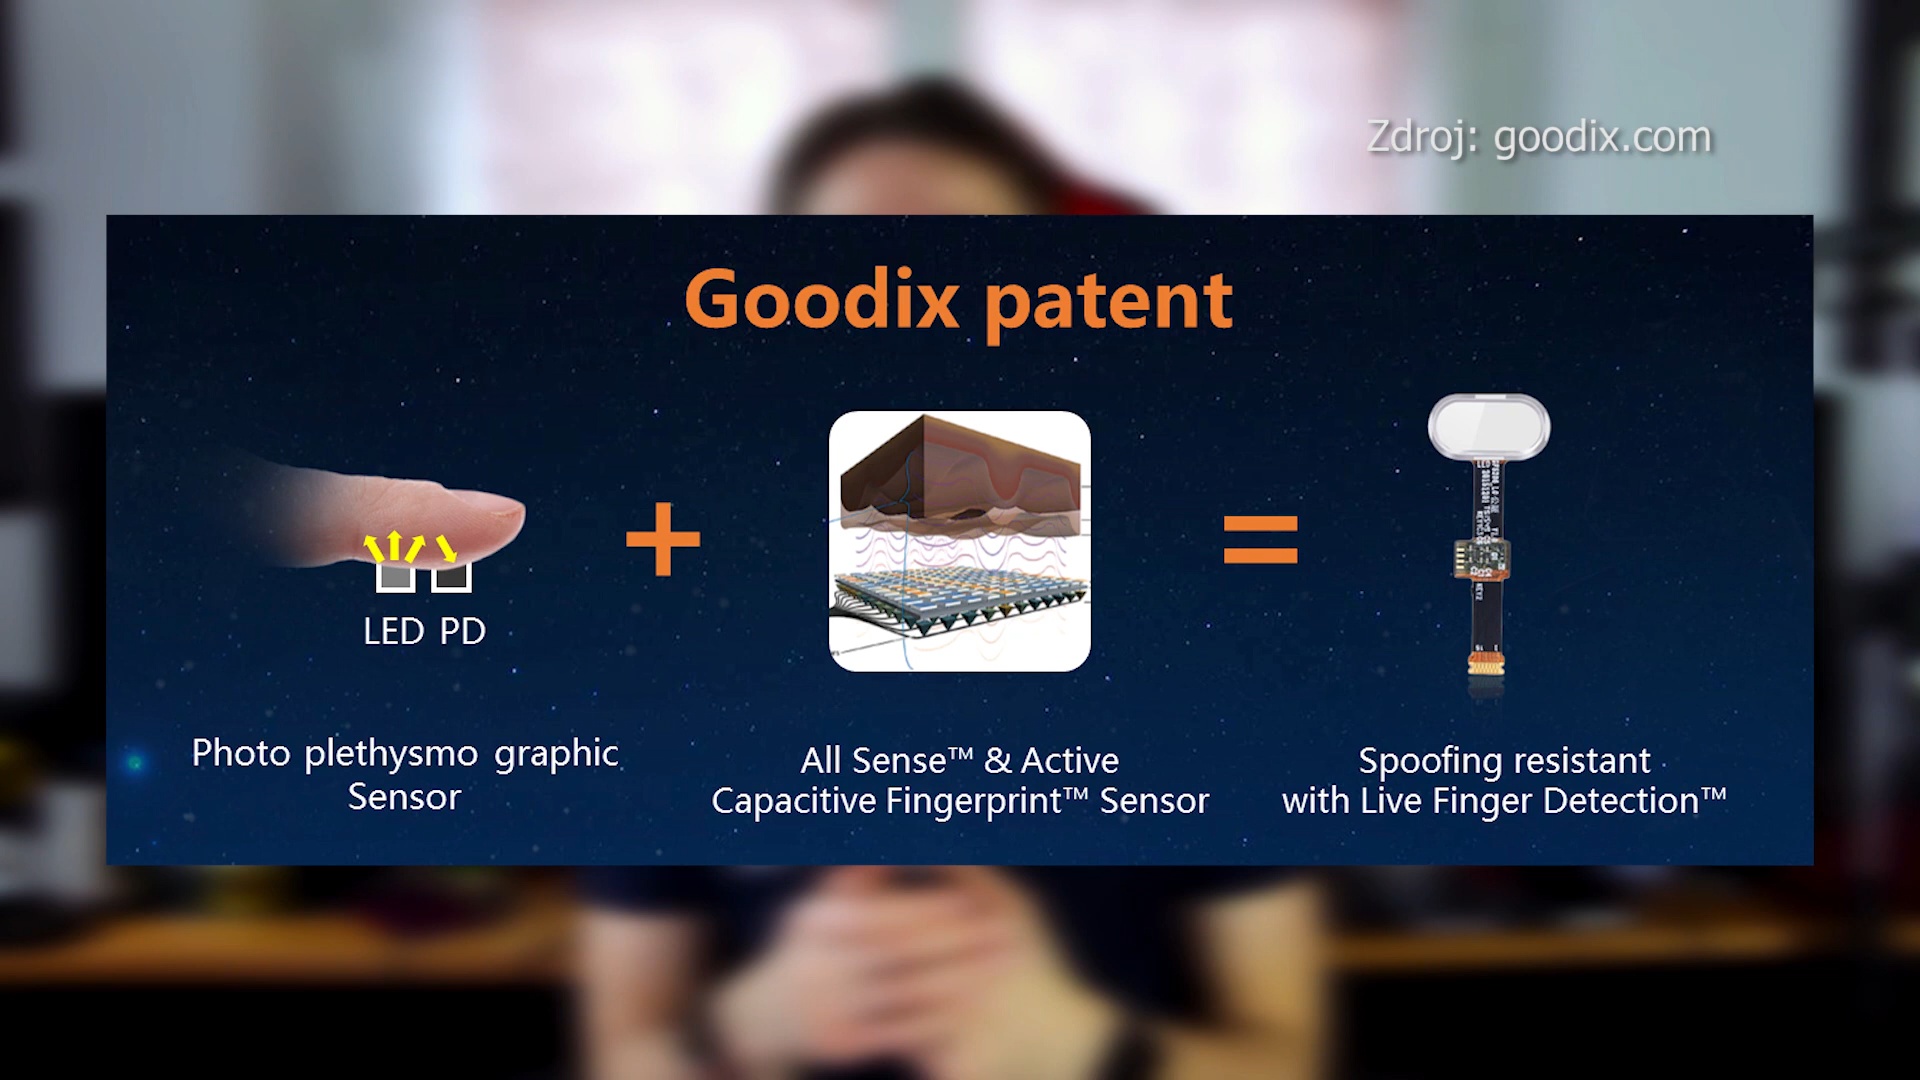 Zdroj: goodix.com
Goodix patent
LED PD
Photo plethysmo graphic
Sensor
All Sense™ & Active
Capacitive Fingerprint™ Sensor
Spoofing resistant
with Live Finger Detection™